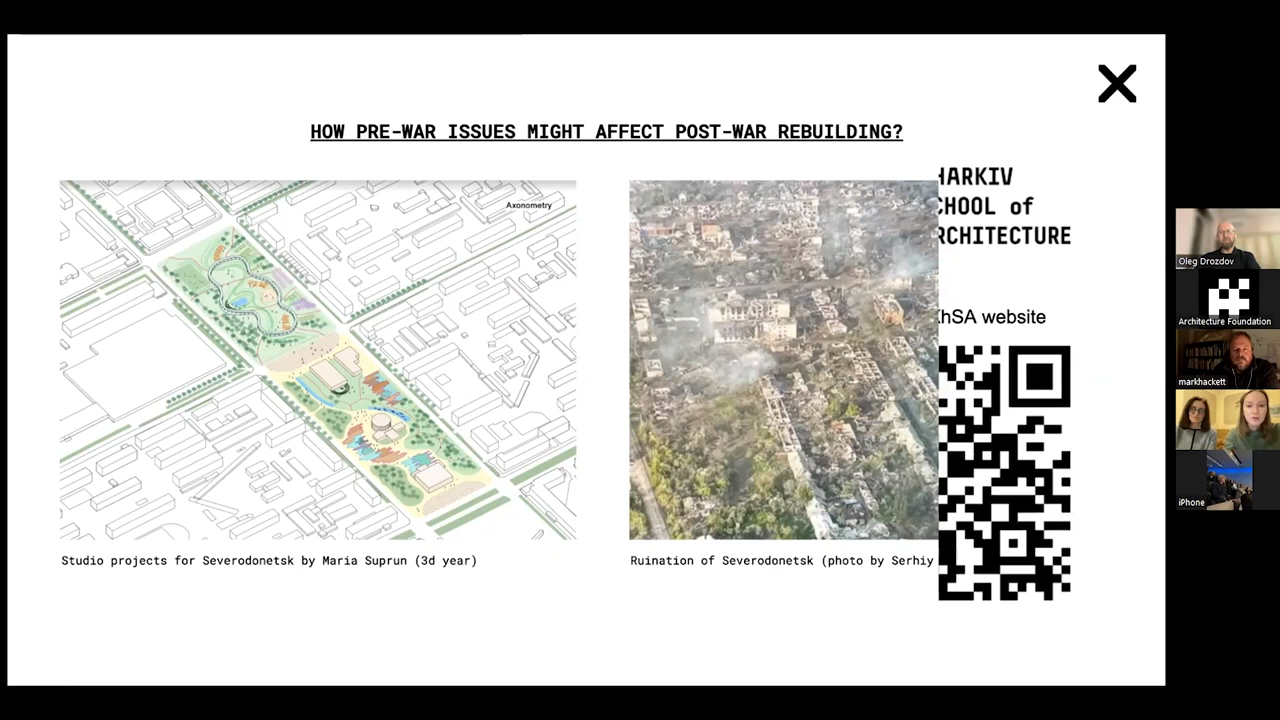 HOW PRE-WAR ISSUES MIGHT AFFECT POST-WAR REBUILDING?
Axonometry
HARKIV
CHOOL of
RCHITECTURE
KhSA website
Studio projects for Severodonetsk by Maria Suprun (3d year)
Ruination of Severodonetsk (photo by Serhiy
Oleg Drozdov
Architecture Foundation
markhackett
iPhone